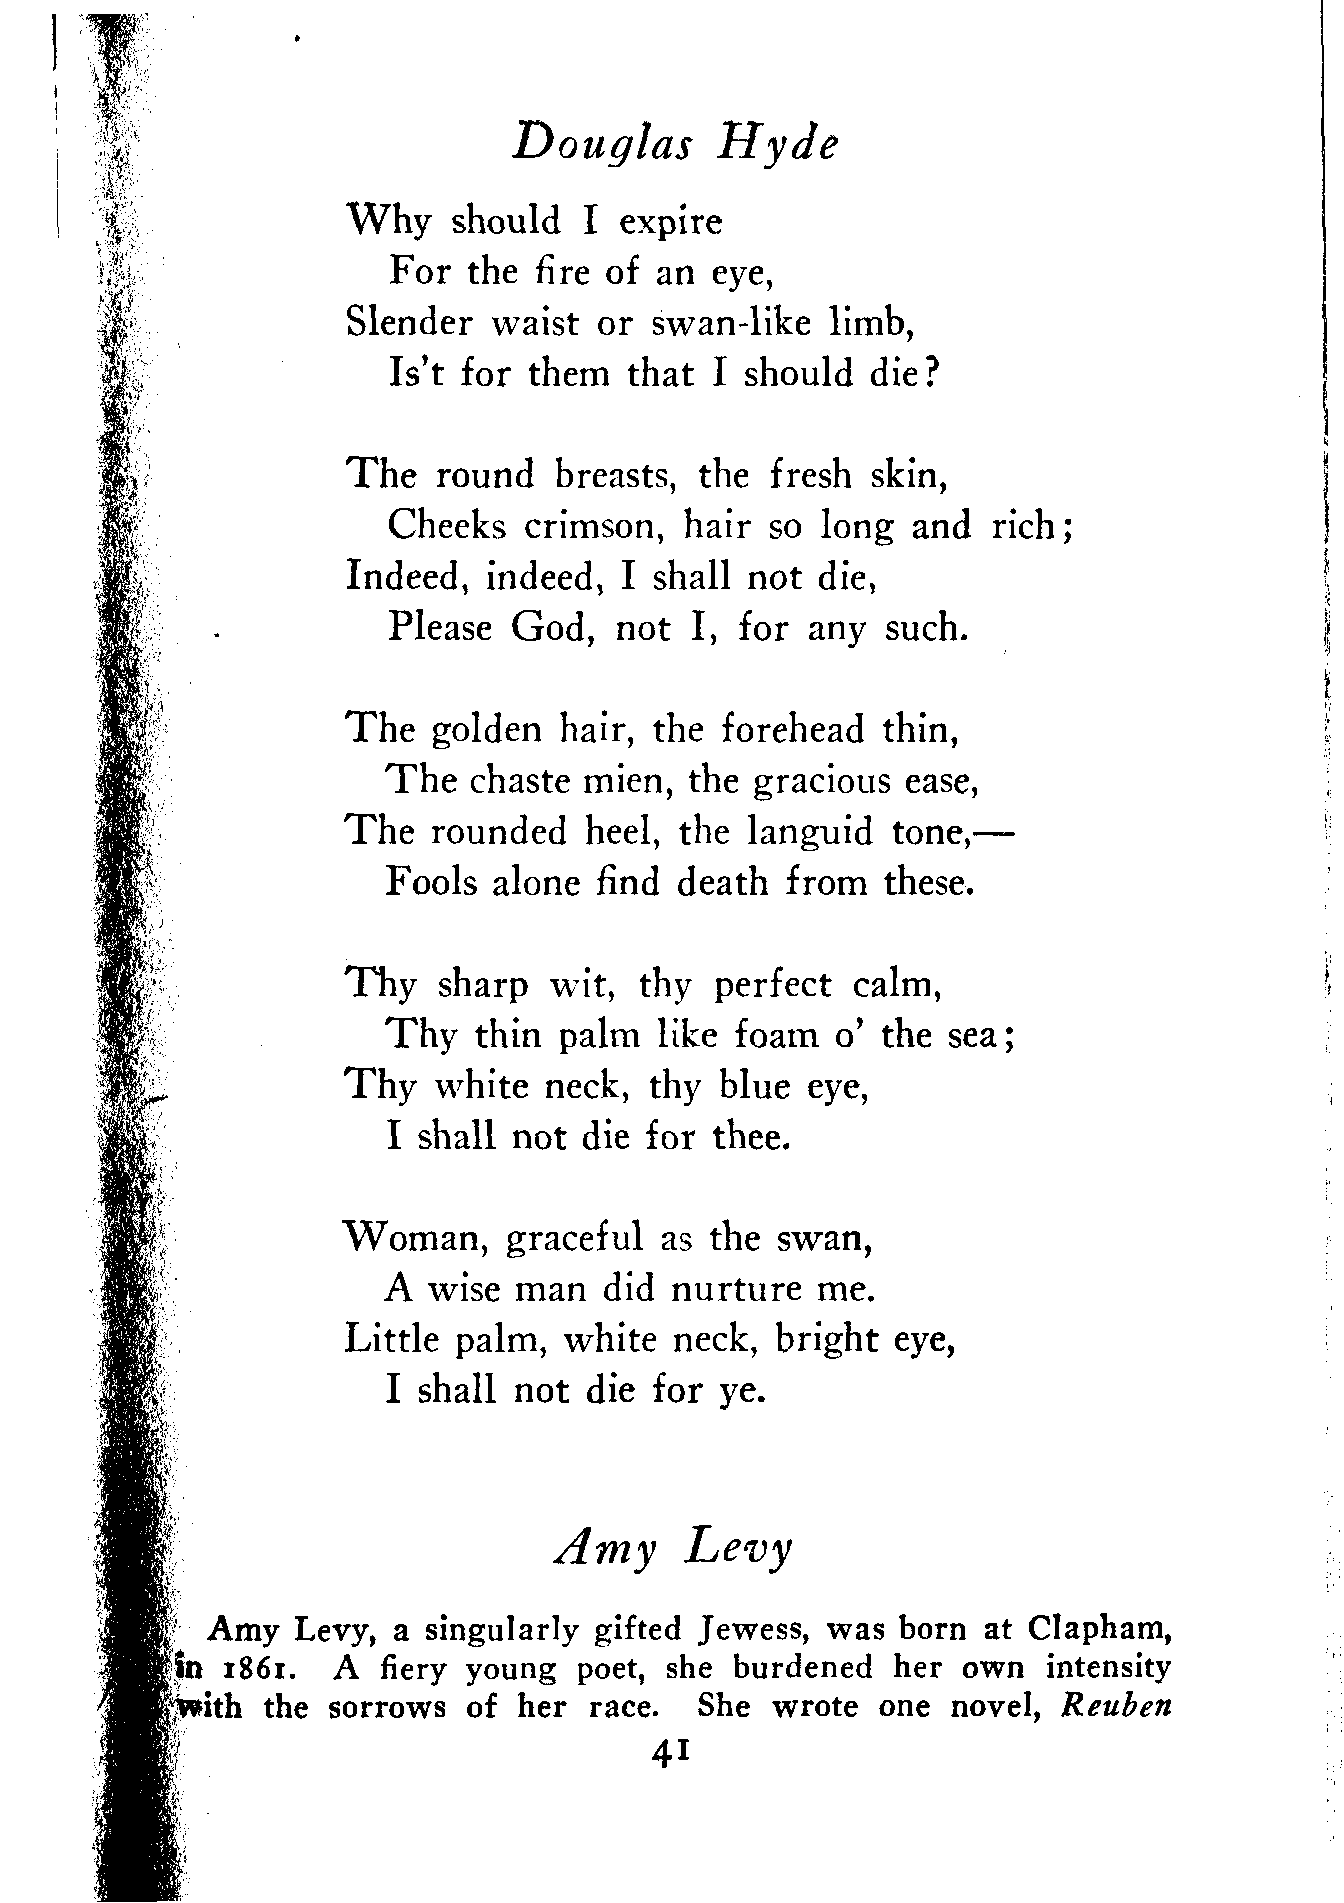 Douglas Hyde
Why should I expire
For the fire of an eye,
Slender waist or swan-like limb,
Is't for them that I should die?
The round breasts, the fresh skin,
Cheeks crimson, hair so long and rich;
Indeed, indeed, I shall not die,
Please God, not I, for any such.
The golden hair, the forehead thin,
The chaste mien, the gracious ease,
The rounded heel, the languid tone,—
Fools alone find death from these.
Thy sharp wit, thy perfect calm,
Thy thin palm like foam o' the sea;
Thy white neck, thy blue eye,
I shall not die for thee.
Woman, graceful as the swan,
A wise man did nurture me.
Little palm, white neck, bright eye,
I shall not die for ye.
Amy Levy
Amy Levy, a singularly gifted Jewess, was born at Clapham,
in 1861. A fiery young poet, she burdened her own intensity
with the sorrows of her race. She wrote one novel, Reuben
41